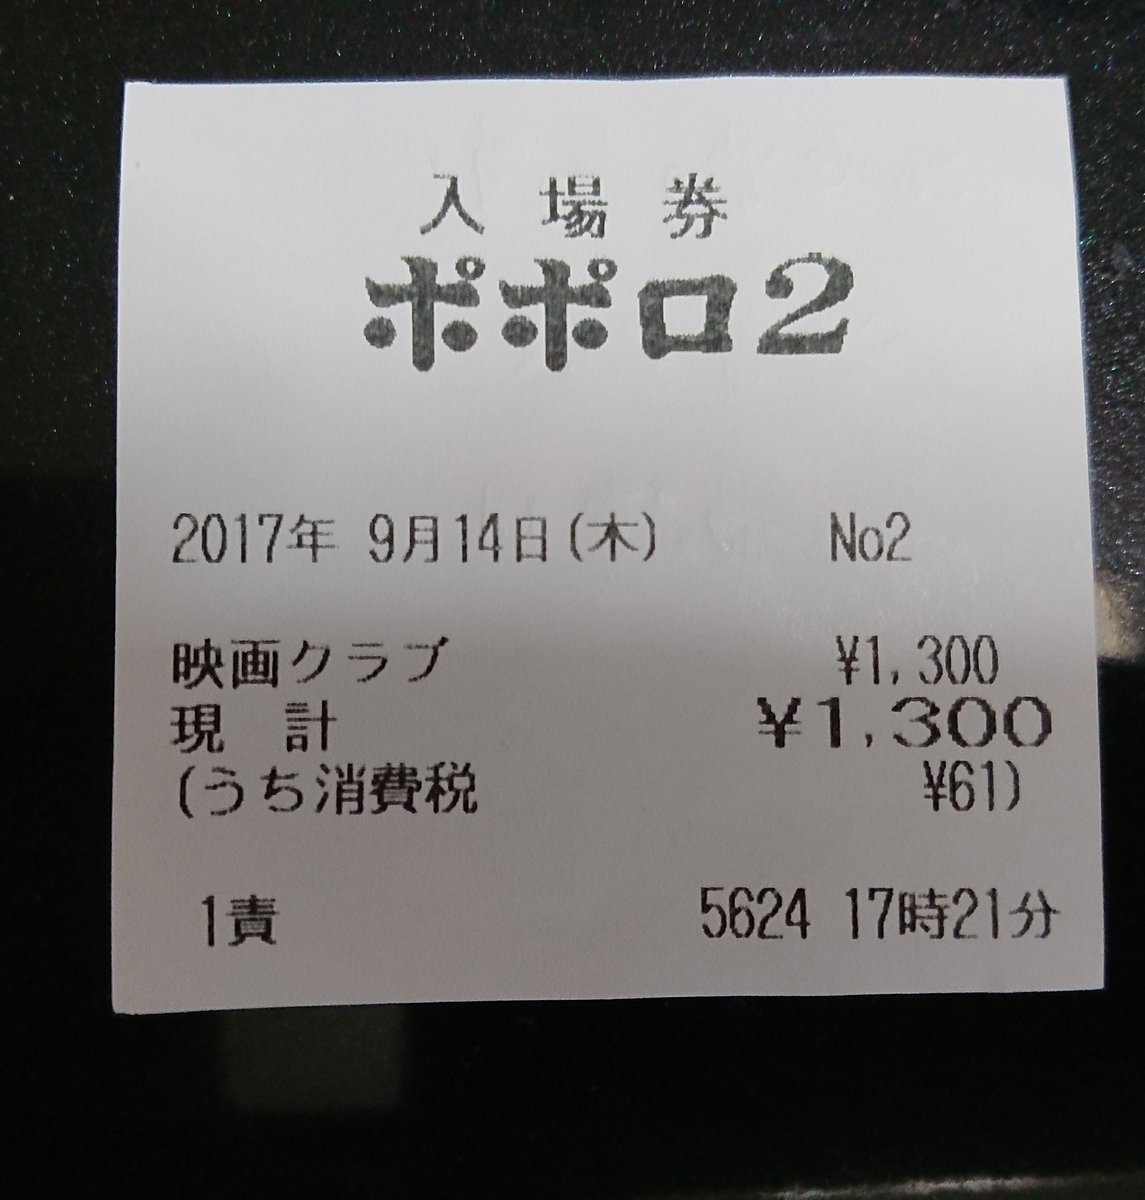 入場券
ポポロ2
2017年 9月14日(木) No2
映画クラブ ¥1,300
現 計 ¥1,300
(うち消費税 ¥61)
1責 5624 17時21分